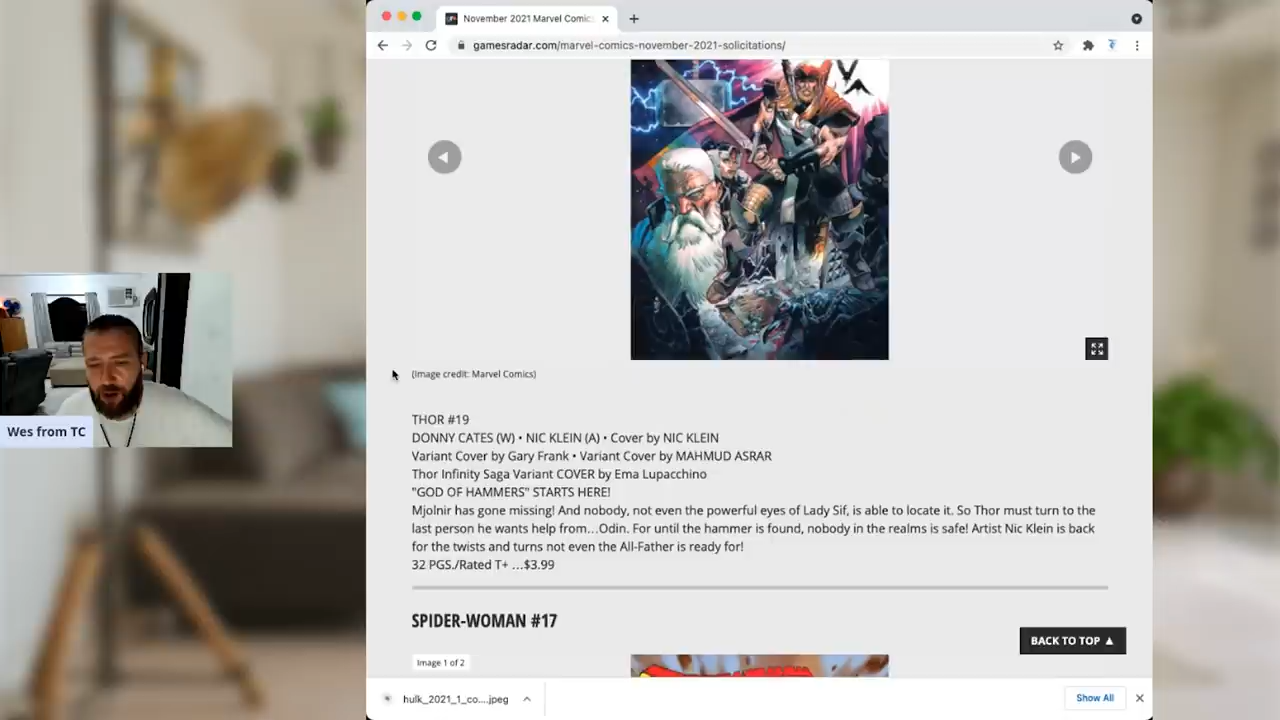 November 2021 Marvel Comic
gamesradar.com/marvel-comics-november-2021-solicitations/
(Image credit: Marvel Comics)
THOR #19
DONNY CATES (W) • NIC KLEIN (A) • Cover by NIC KLEIN
Variant Cover by Gary Frank • Variant Cover by MAHMUD ASRAR
Thor Infinity Saga Variant COVER by Ema Lupacchino
"GOD OF HAMMERS" STARTS HERE!
Mjolnir has gone missing! And nobody, not even the powerful eyes of Lady Sif, is able to locate it. So Thor must turn to the
last person he wants help from…Odin. For until the hammer is found, nobody in the realms is safe! Artist Nic Klein is back
for the twists and turns not even the All-Father is ready for!
32 PGS./Rated T+ …$3.99
SPIDER-WOMAN #17
BACK TO TOP ▲
Image 1 of 2
hulk_2021_1_co....jpeg
Show All
Wes from TC